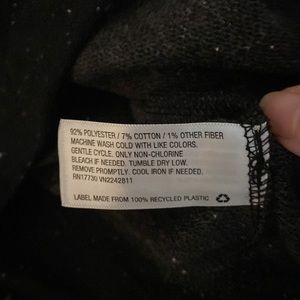 92% POLYESTER / 7% COTTON / 1% OTHER FIBER
MACHINE WASH COLD WITH LIKE COLORS.
GENTLE CYCLE. ONLY NON-CHLORINE
BLEACH IF NEEDED. TUMBLE DRY LOW.
REMOVE PROMPTLY. COOL IRON IF NEEDED.
RN17730 VN2242811
LABEL MADE FROM 100% RECYCLED PLASTIC